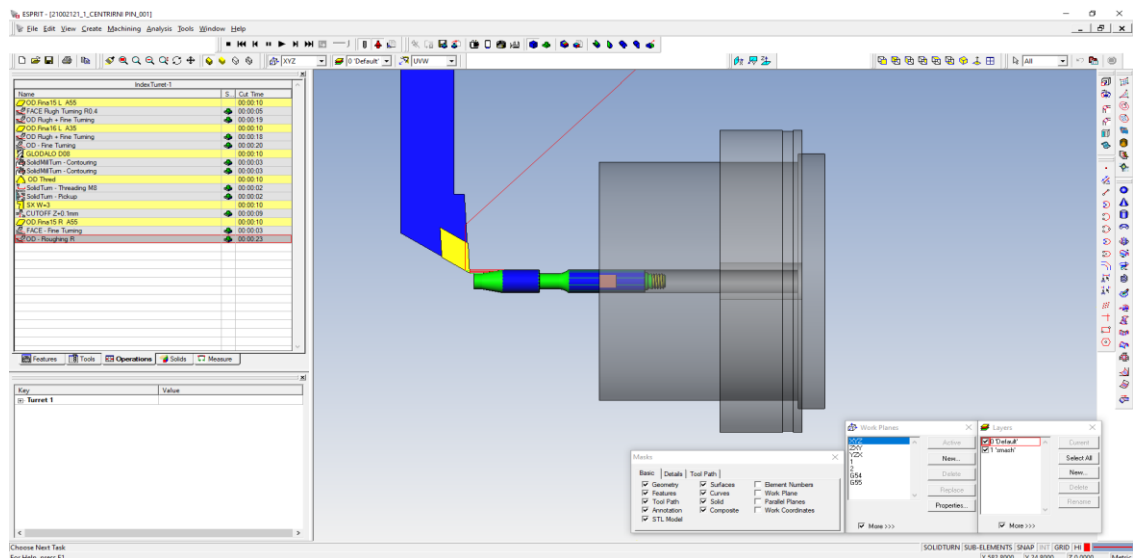 ESPRIT - [21002121_1_CENTRIRNI PIN_001]
File Edit View Create Machining Analysis Tools Window Help
XYZ 0 'Default' UVW All
IndexTurret-1
Name S... Cut Time
OD.Fina15 L A55 00:00:10
FACE Rugh Turning R0.4 00:00:05
OD Rugh + Fine Turning 00:00:19
OD.Fina16 L A35 00:00:10
OD Rugh + Fine Turning 00:00:18
OD - Fine Turning 00:00:20
GLODALO D08 00:00:10
SolidMillTurn - Contouring 00:00:03
SolidMillTurn - Contouring 00:00:03
OD Thred 00:00:10
SolidTurn - Threading M8 00:00:02
SolidTurn - Pickup 00:00:02
SX W=3 00:00:10
CUTOFF Z+0.1mm 00:00:09
OD.Fina15 R A55 00:00:10
FACE - Fine Turning 00:00:03
OD - Roughing R 00:00:23
Features Tools Operations Solids Measure
Key Value
Turret 1
Masks
Basic Details Tool Path
Geometry Surfaces Element Numbers
Features Curves Work Plane
Tool Path Solid Parallel Planes
Annotation Composite Work Coordinates
STL Model
Work Planes
XYZ
ZXY
YZX
1
2
G54
G55
Active
New...
Delete
Replace
Properties...
More >>>
Layers
0 'Default'
1 'smash'
Current
Select All
New...
Delete
Rename
More >>>
Choose Next Task
SOLIDTURN SUB-ELEMENTS SNAP INT GRID HI
For Help, press F1